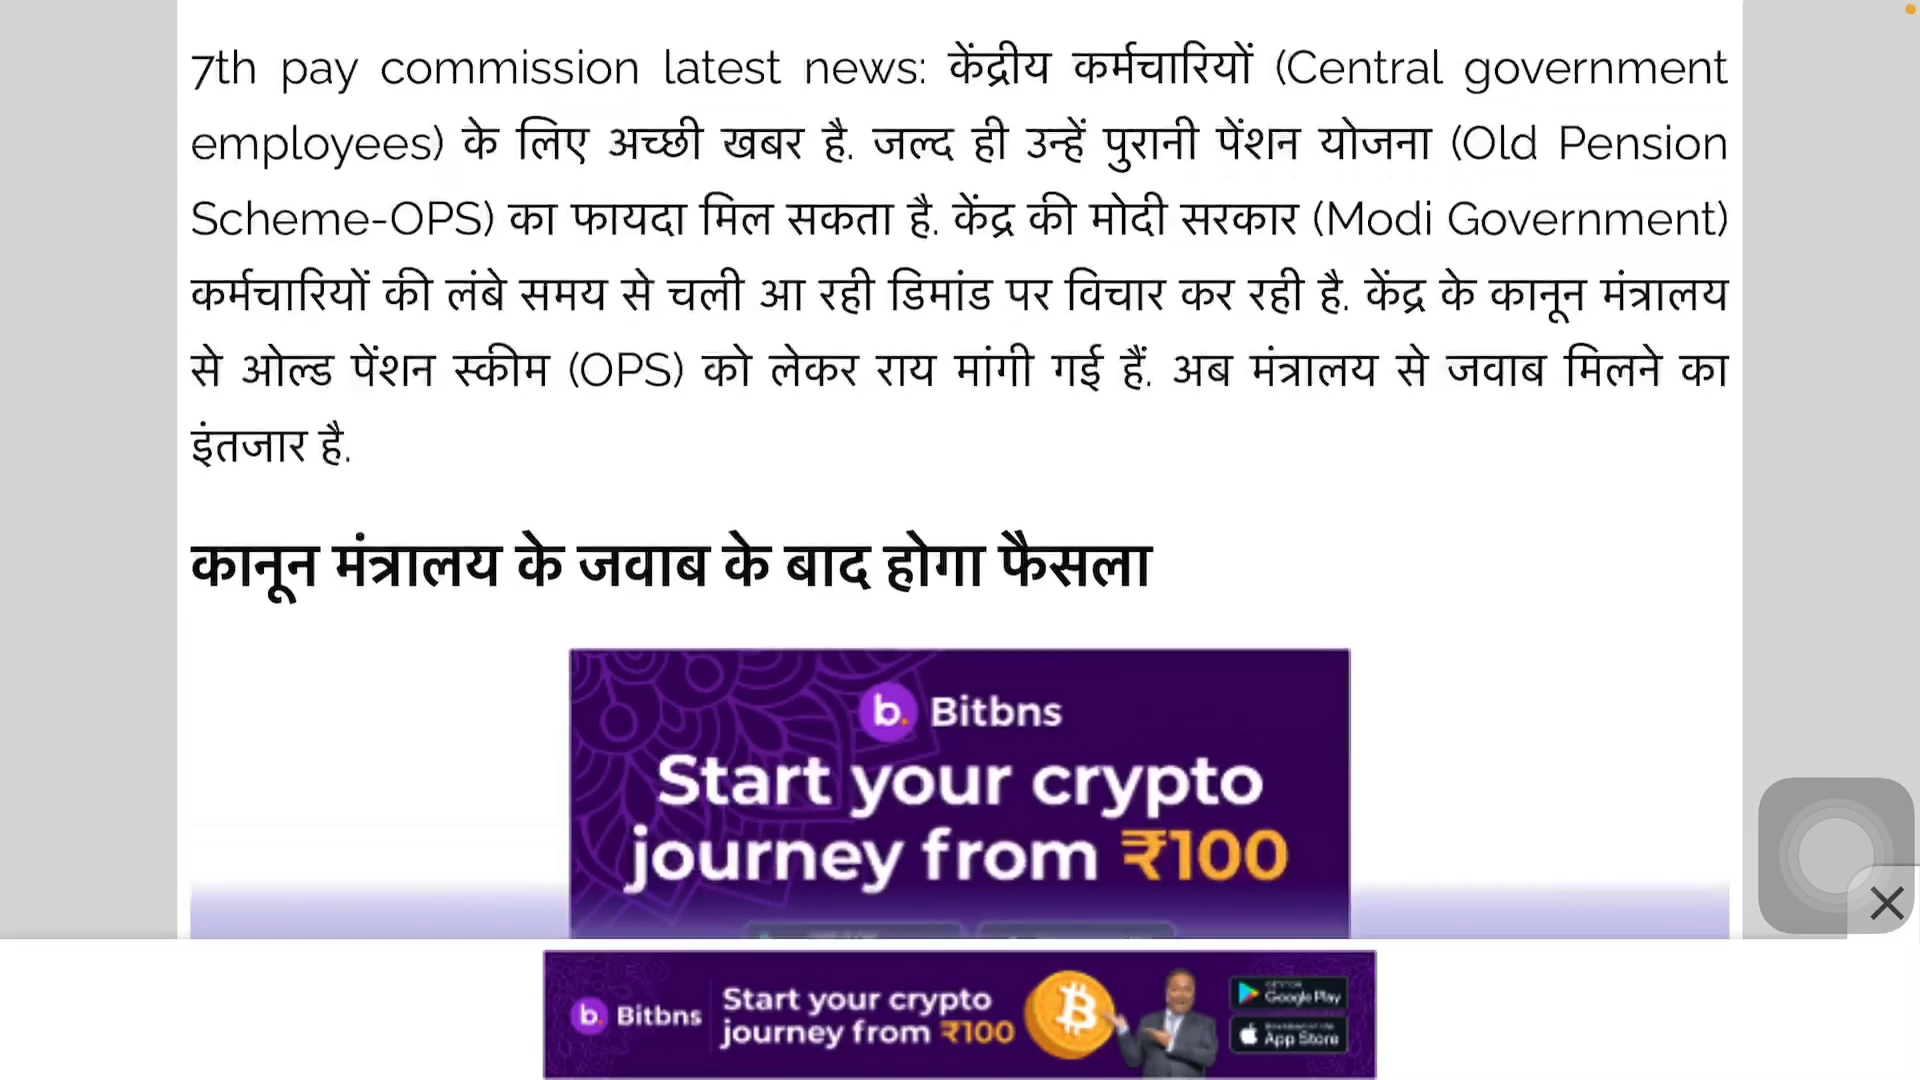 7th pay commission latest news: केंद्रीय कर्मचारियों (Central government
employees) के लिए अच्छी खबर है. जल्द ही उन्हें पुरानी पेंशन योजना (Old Pension
Scheme-OPS) का फायदा मिल सकता है. केंद्र की मोदी सरकार (Modi Government)
कर्मचारियों की लंबे समय से चली आ रही डिमांड पर विचार कर रही है. केंद्र के कानून मंत्रालय
से ओल्ड पेंशन स्कीम (OPS) को लेकर राय मांगी गई हैं. अब मंत्रालय से जवाब मिलने का
इंतजार है.
कानून मंत्रालय के जवाब के बाद होगा फैसला
b. Bitbns
Start your crypto
journey from ₹100
b. Bitbns
Start your crypto
journey from ₹100
Google Play
App Store